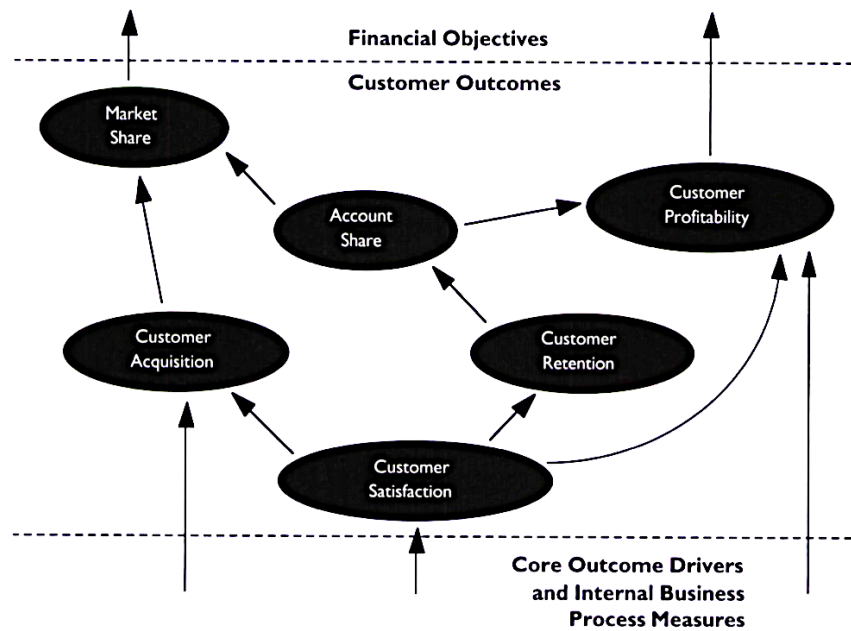 Financial Objectives
Customer Outcomes
Market
Share
Account
Share
Customer
Profitability
Customer
Acquisition
Customer
Retention
Customer
Satisfaction
Core Outcome Drivers
and Internal Business
Process Measures